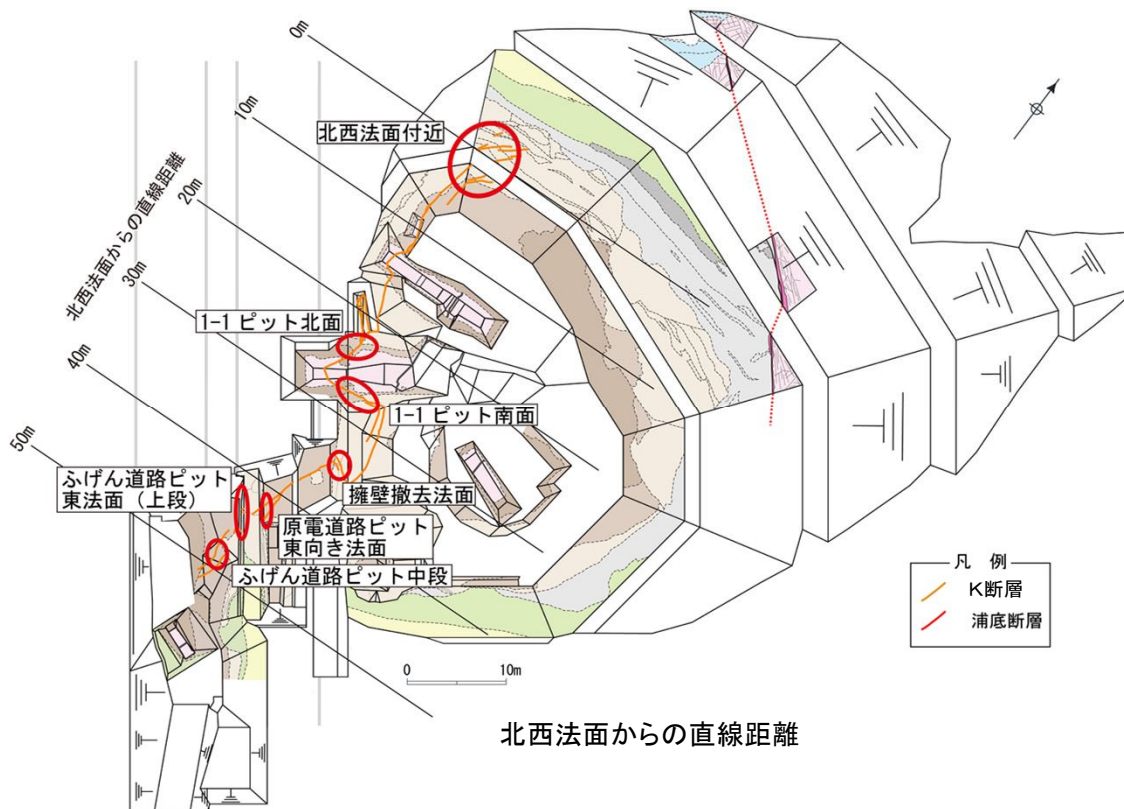 0m
10m
20m
30m
40m
50m
北西法面からの直線距離
北西法面付近
1-1 ピット北面
1-1 ピット南面
擁壁撤去法面
ふげん道路ピット
東法面（上段）
原電道路ピット
東向き法面
ふげん道路ピット中段
凡 例
K断層
浦底断層
0 10m
北西法面からの直線距離